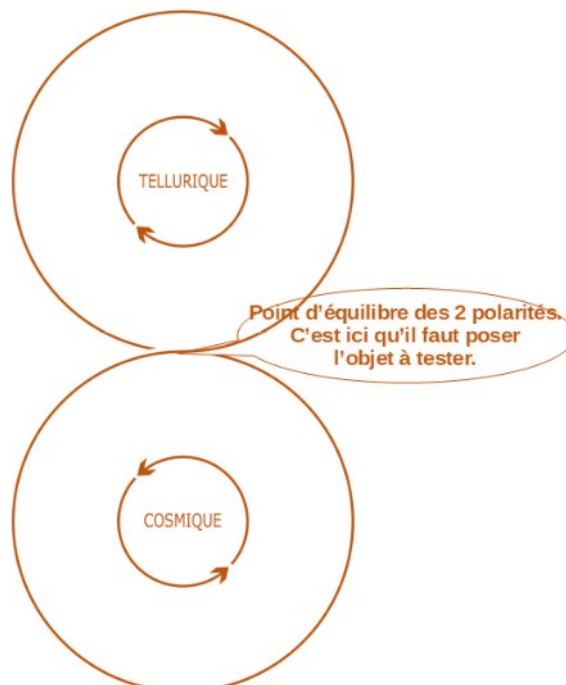 TELLURIQUE
Point d’équilibre des 2 polarités.
C’est ici qu’il faut poser
l’objet à tester.
COSMIQUE